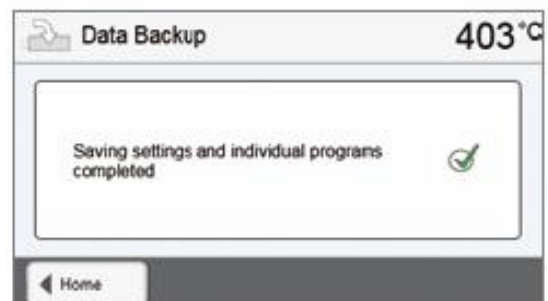 Data Backup 403°C
Saving settings and individual programs
completed
Home